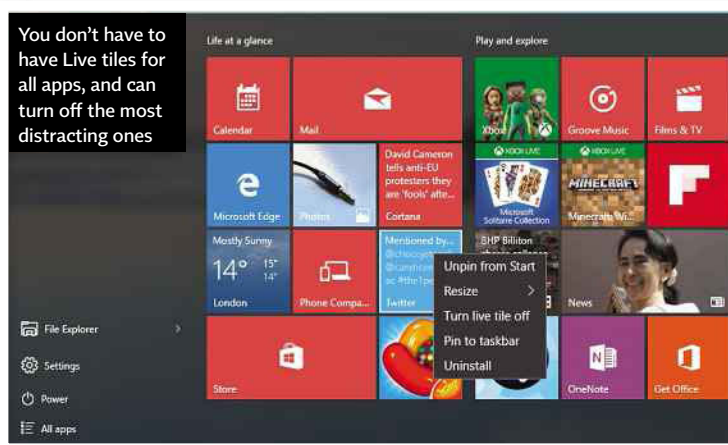 You don't have to
have Live tiles for
all apps, and can
turn off the most
distracting ones
Life at a glance
Play and explore
Calendar
Mail
Xbox
Groove Music
Films & TV
Microsoft Edge
Photos
David Cameron
tells anti-EU
protesters they
are 'fools' afte...
Cortana
XBOX LIVE
Microsoft
Solitaire Collection
XBOX LIVE
MINECRAFT
Minecraft Wi...
Mostly Sunny
14° 15°
14°
London
Phone Compa...
Mentioned by...
Twitter
BHP Billiton
News
Unpin from Start
Resize >
Turn live tile off
Pin to taskbar
Uninstall
Store
OneNote
Get Office
File Explorer >
Settings
Power
All apps